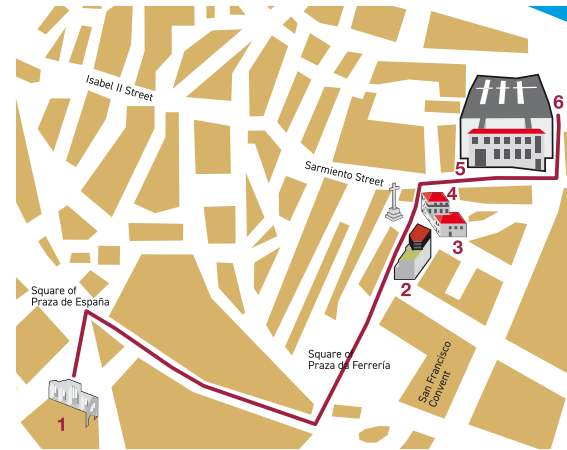 Isabel II Street
6
5
Sarmiento Street
4
3
2
Square of
Praza de España
Square of
Praza da Ferrería
San Francisco
Convent
1